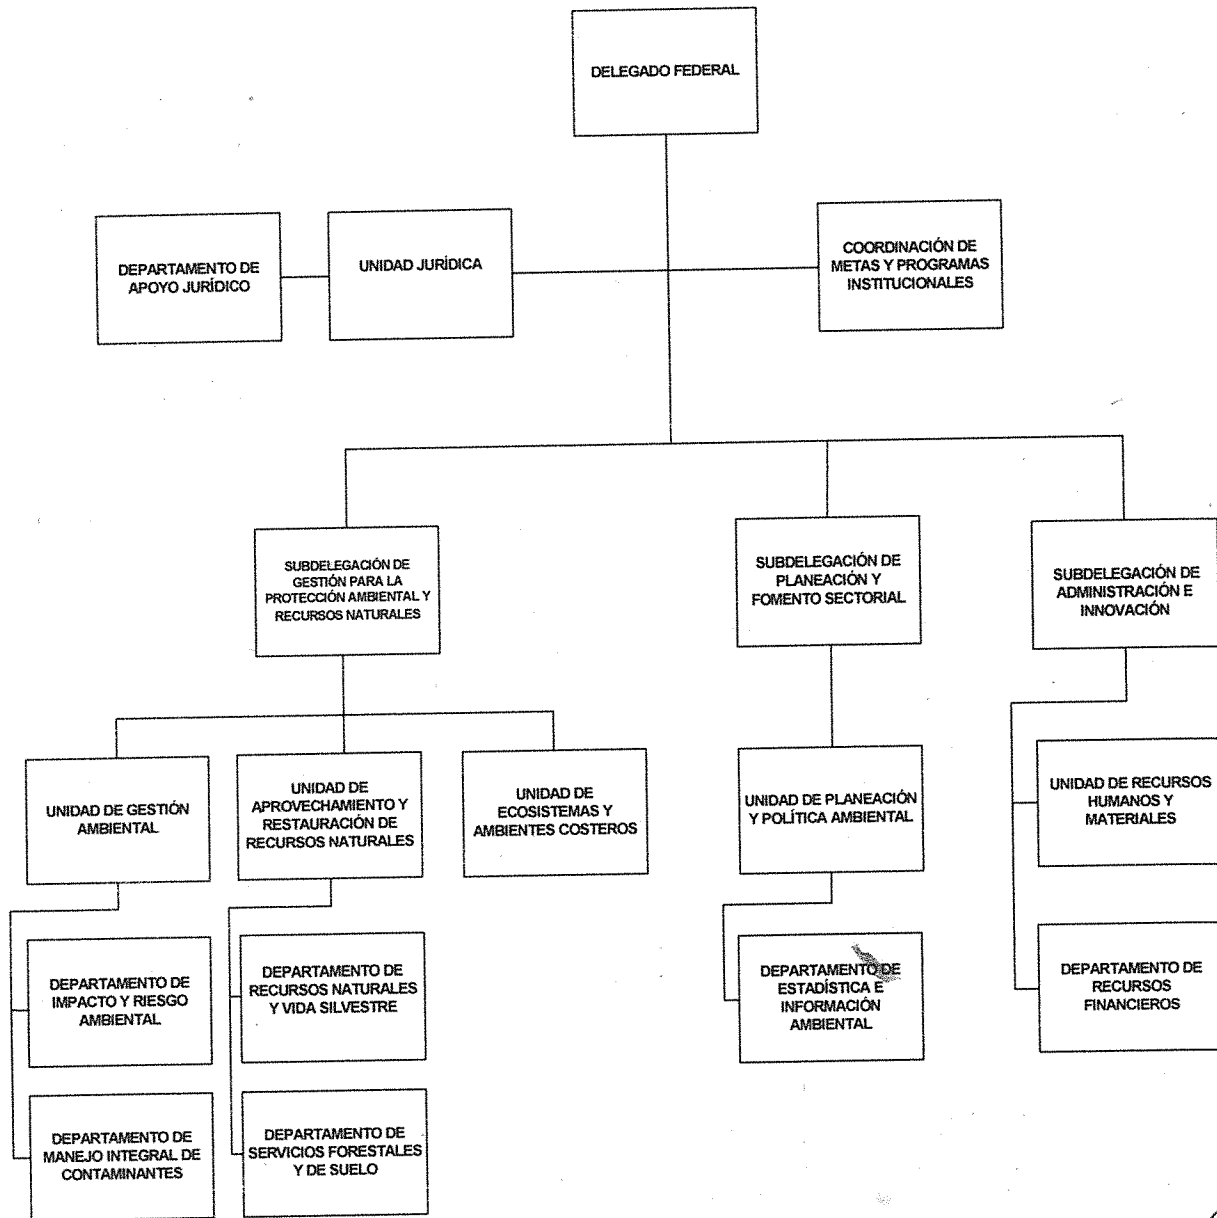 DELEGADO FEDERAL
DEPARTAMENTO DE
APOYO JURÍDICO
UNIDAD JURÍDICA
COORDINACIÓN DE
METAS Y PROGRAMAS
INSTITUCIONALES
SUBDELEGACIÓN DE
GESTIÓN PARA LA
PROTECCIÓN AMBIENTAL Y
RECURSOS NATURALES
SUBDELEGACIÓN DE
PLANEACIÓN Y
FOMENTO SECTORIAL
SUBDELEGACIÓN DE
ADMINISTRACIÓN E
INNOVACIÓN
UNIDAD DE GESTIÓN
AMBIENTAL
UNIDAD DE
APROVECHAMIENTO Y
RESTAURACIÓN DE
RECURSOS NATURALES
UNIDAD DE
ECOSISTEMAS Y
AMBIENTES COSTEROS
UNIDAD DE PLANEACIÓN
Y POLÍTICA AMBIENTAL
UNIDAD DE RECURSOS
HUMANOS Y
MATERIALES
DEPARTAMENTO DE
IMPACTO Y RIESGO
AMBIENTAL
DEPARTAMENTO DE
RECURSOS NATURALES
Y VIDA SILVESTRE
DEPARTAMENTO DE
ESTADÍSTICA E
INFORMACIÓN
AMBIENTAL
DEPARTAMENTO DE
RECURSOS
FINANCIEROS
DEPARTAMENTO DE
MANEJO INTEGRAL DE
CONTAMINANTES
DEPARTAMENTO DE
SERVICIOS FORESTALES
Y DE SUELO